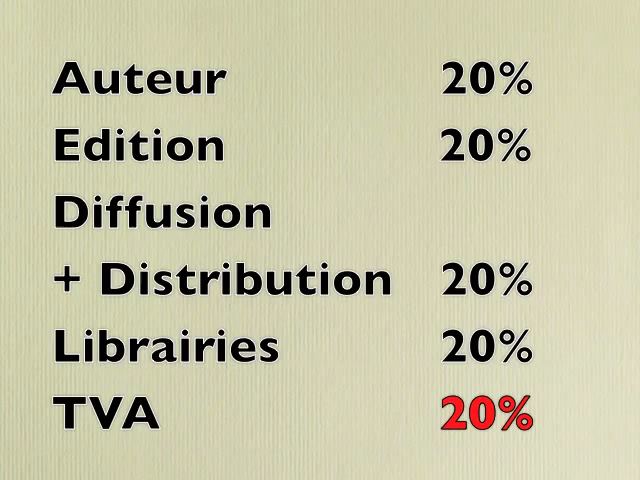 Auteur 20%
Edition 20%
Diffusion
+ Distribution 20%
Librairies 20%
TVA 20%